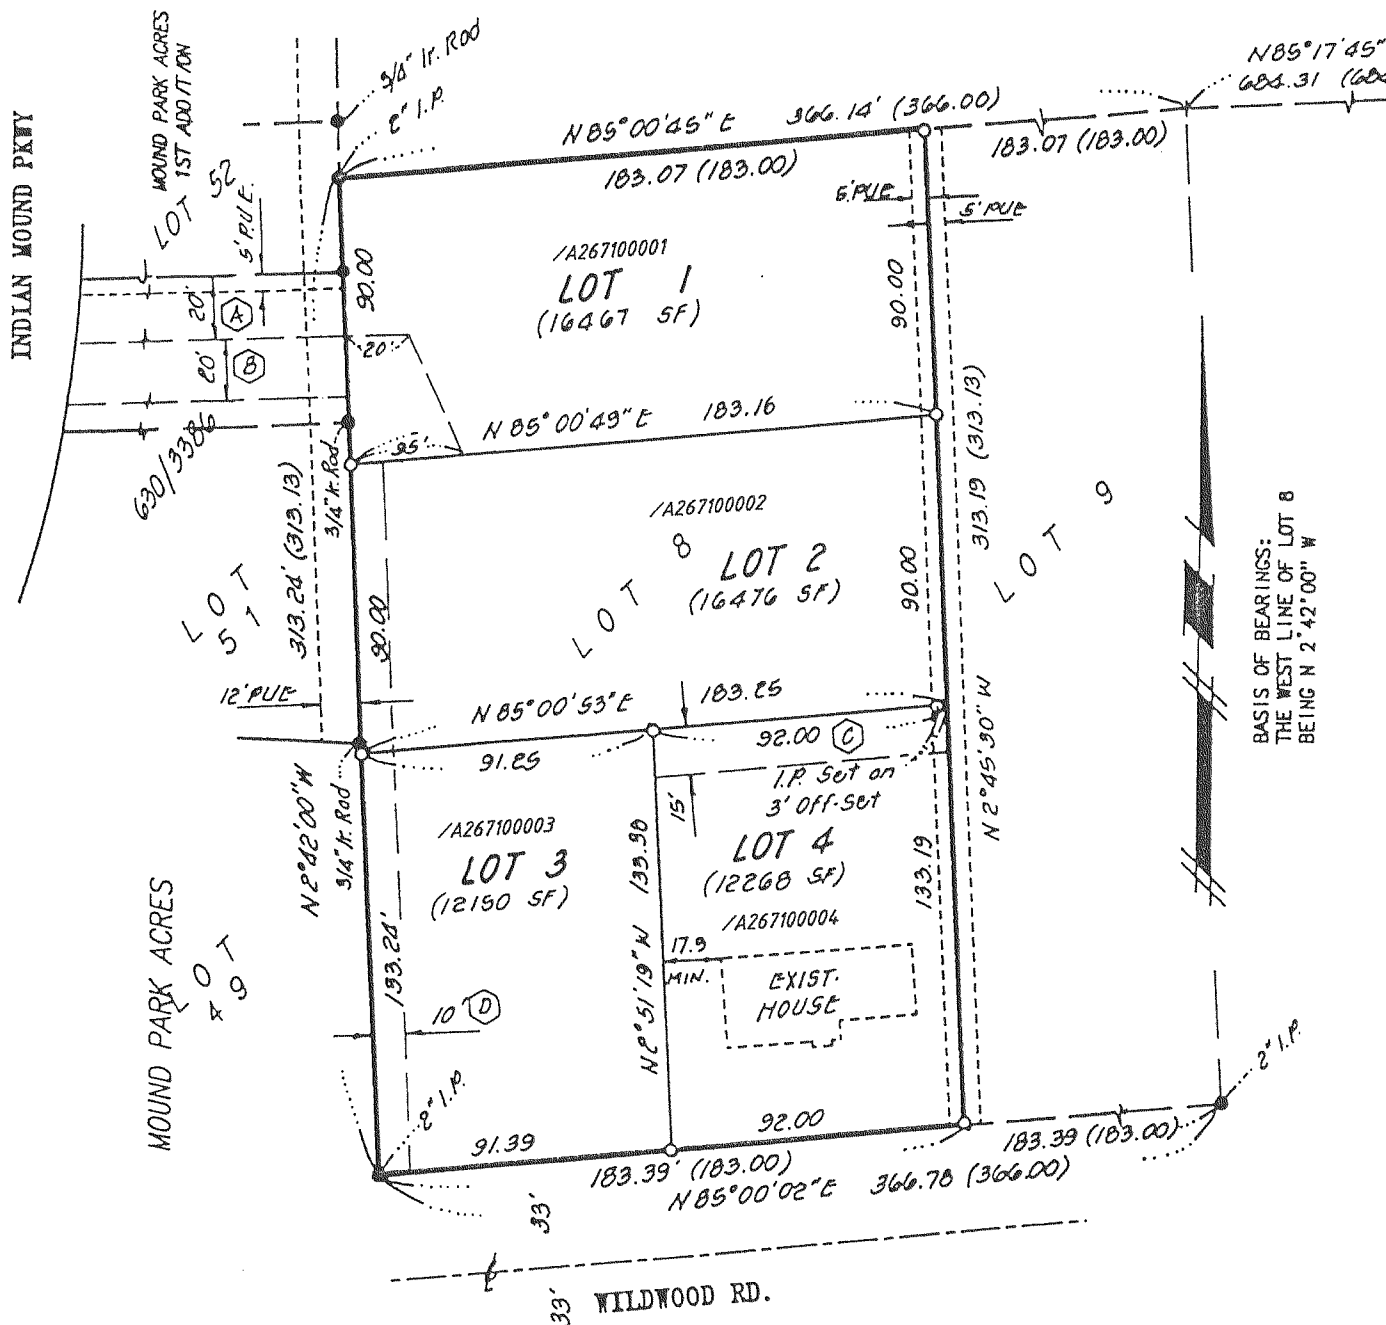 INDIAN MOUND PKWY
MOUND PARK ACRES
1ST ADDITION
LOT 52
5' P.U.E.
3/4" Ir. Rod
2" I.P.
N 85°00'45" E 366.14' (366.00)
183.07 (183.00)
183.07 (183.00)
N 85°17'45"
5' PUE
5' PUE
/A267100001
LOT 1
(16467 SF)
90.00
90.00
20'
A
20'
B
20'
35'
N 85°00'49" E 183.16
630/3386
3/4" Ir. Rod
313.24' (313.13)
313.19 (313.13)
LOT 9
LOT 51
/A267100002
LOT 8
LOT 2
(16476 SF)
90.00
90.00
BASIS OF BEARINGS:
THE WEST LINE OF LOT 8
BEING N 2°42'00" W
12' PUE
N 85°00'53" E 183.25
91.25
92.00 C
I.P. Set on
3' Off-Set
15'
N 2°42'00" W
3/4" Ir. Rod
N 2°45'30" W
/A267100003
LOT 3
(12150 SF)
133.38
LOT 4
(12268 SF)
/A267100004
133.19
MOUND PARK ACRES
LOT 49
133.24'
10' D
N 2°51'19" W
17.9
MIN.
EXIST.
HOUSE
2" I.P.
2" I.P.
91.39
92.00
183.39' (183.00)
183.39 (183.00)
N 85°00'02" E 366.78 (366.00)
33'
33'
WILDWOOD RD.